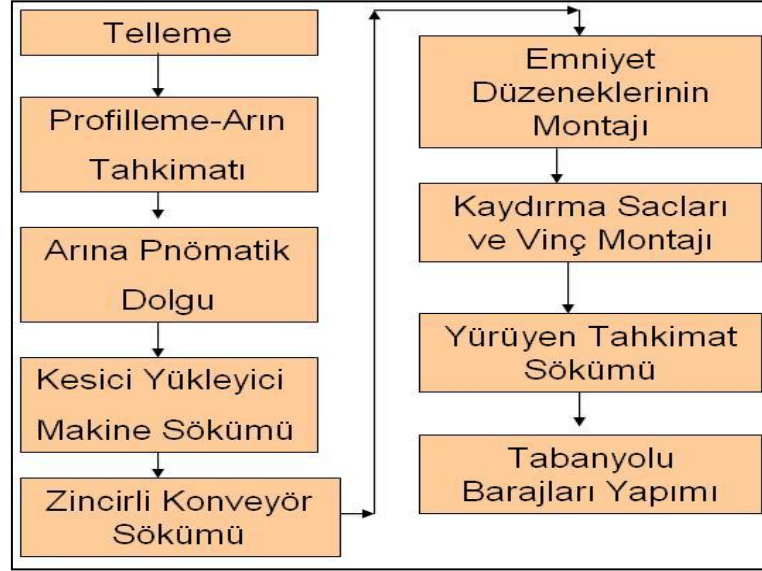 Telleme
Profilleme-Arın
Tahkimatı
Arına Pnömatik
Dolgu
Kesici Yükleyici
Makine Sökümü
Zincirli Konveyör
Sökümü
Emniyet
Düzeneklerinin
Montajı
Kaydırma Sacları
ve Vinç Montajı
Yürüyen Tahkimat
Sökümü
Tabanyolu
Barajları Yapımı